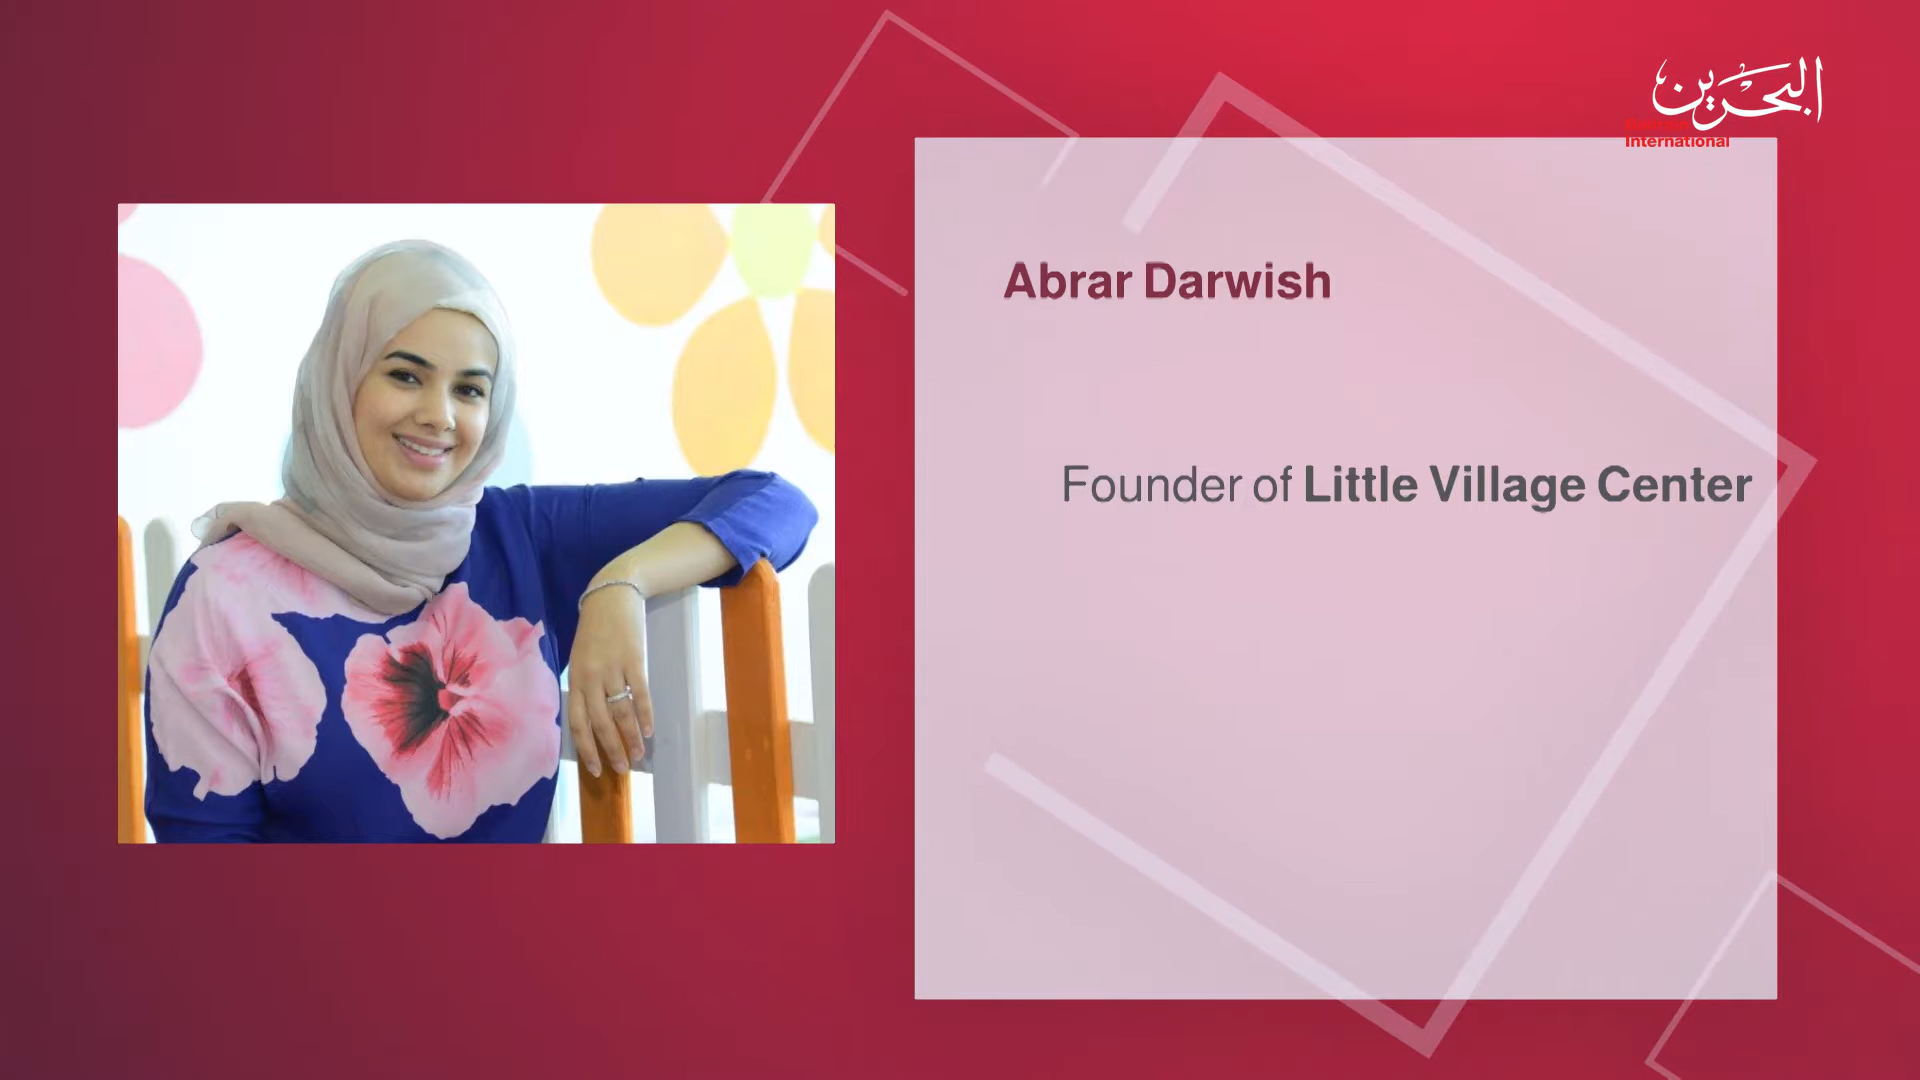 البحرين
International
Abrar Darwish
Founder of Little Village Center